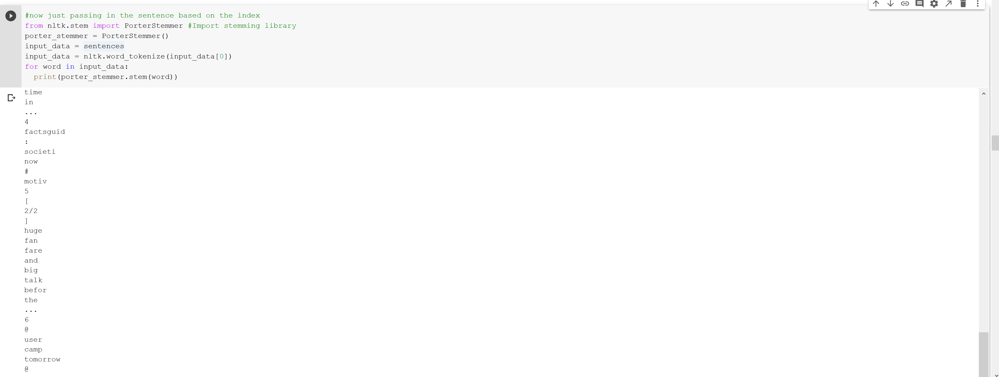 #now just passing in the sentence based on the index
from nltk.stem import PorterStemmer #Import stemming library
porter_stemmer = PorterStemmer()
input_data = sentences
input_data = nltk.word_tokenize(input_data[0])
for word in input_data:
  print(porter_stemmer.stem(word))
time
in
...
4
factsguid
:
societi
now
#
motiv
5
[
2/2
]
huge
fan
fare
and
big
talk
befor
the
...
6
@
user
camp
tomorrow
@